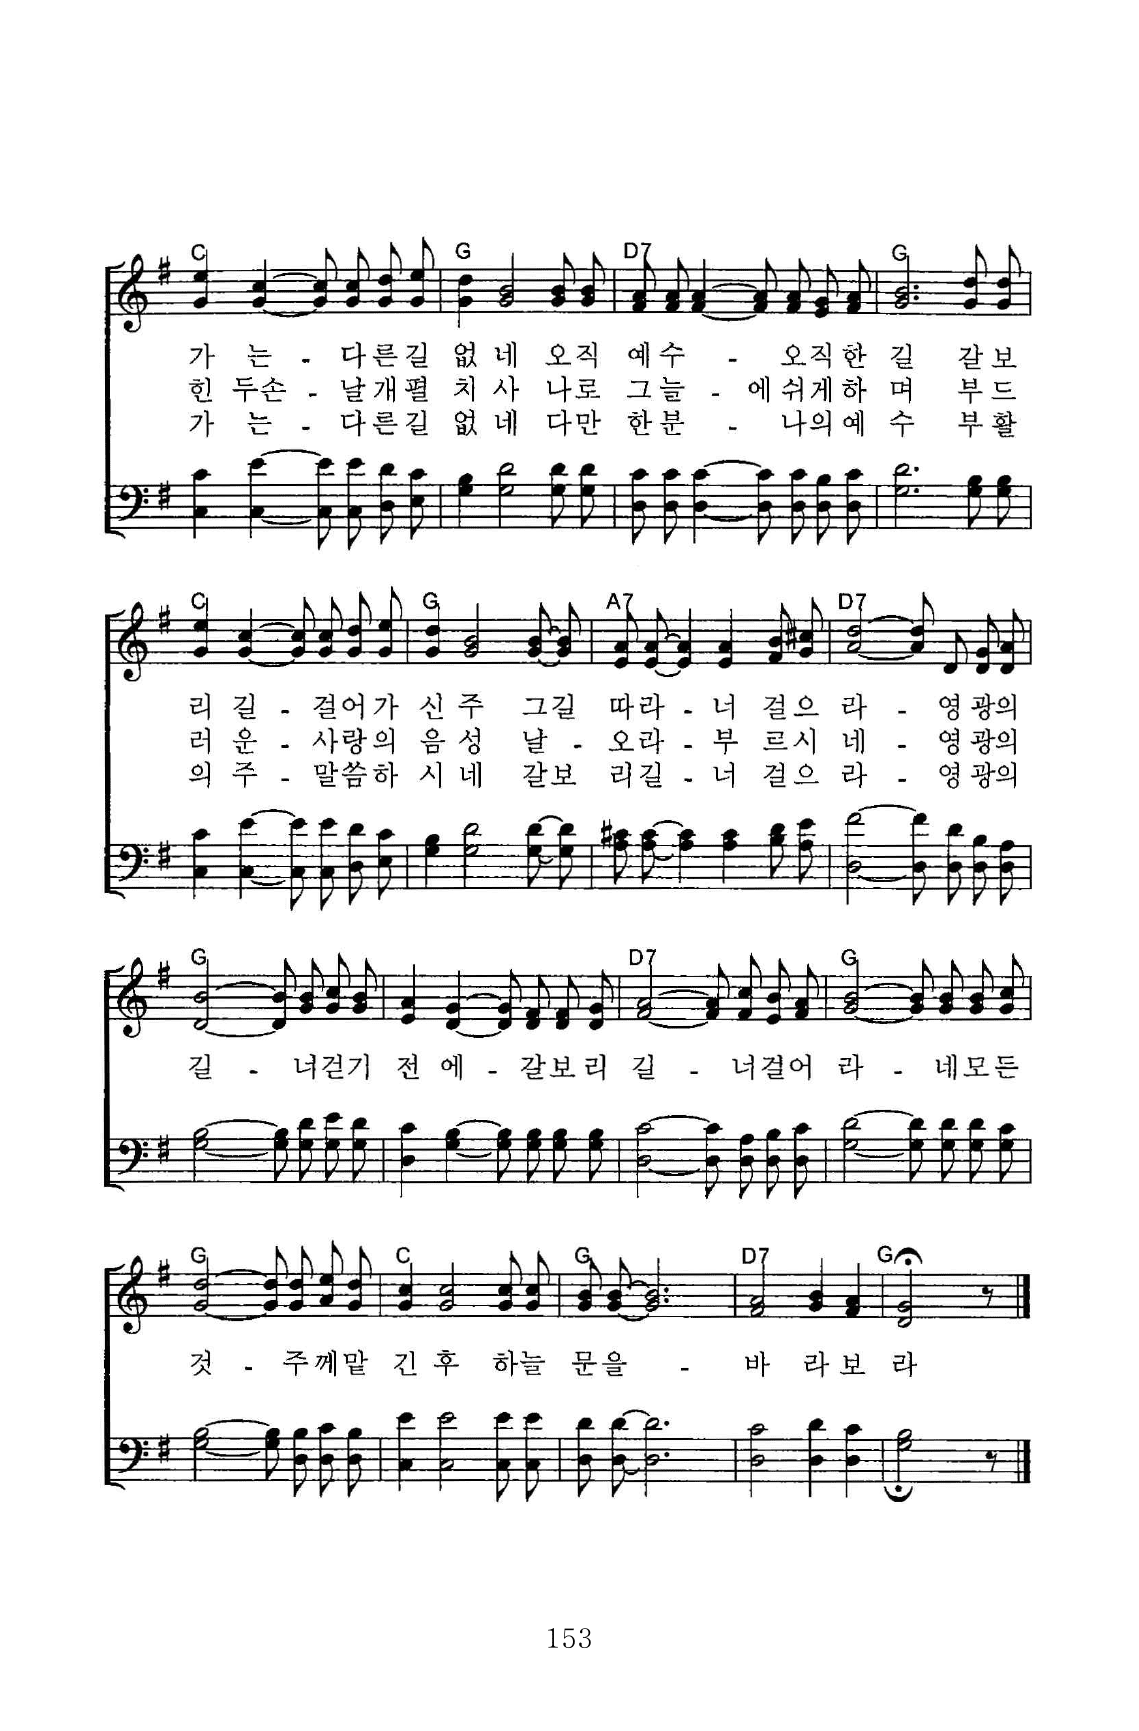 C G D7 G
가 는 - 다른길 없 네 오직 예수 - 오직한 길 갈보
힌 두손 - 날개펼 치 사 나로 그늘 - 에쉬게하 며 부드
가 는 - 다른길 없 네 다만 한분 - 나의예 수 부활
C G A7 D7
리 길 - 걸어가 신 주 그길 따라 - 너 걸으 라 - 영광의
러 운 - 사랑의 음 성 날 - 오라 - 부 르시 네 - 영광의
의 주 - 말씀하 시 네 갈보 리길 - 너 걸으 라 - 영광의
G D7 G
길 - 너걷기 전 에 - 갈보리 길 - 너걸어 라 - 네모든
G C G D7 G
것 - 주께맡 긴 후 하늘 문을 - 바 라보 라
153